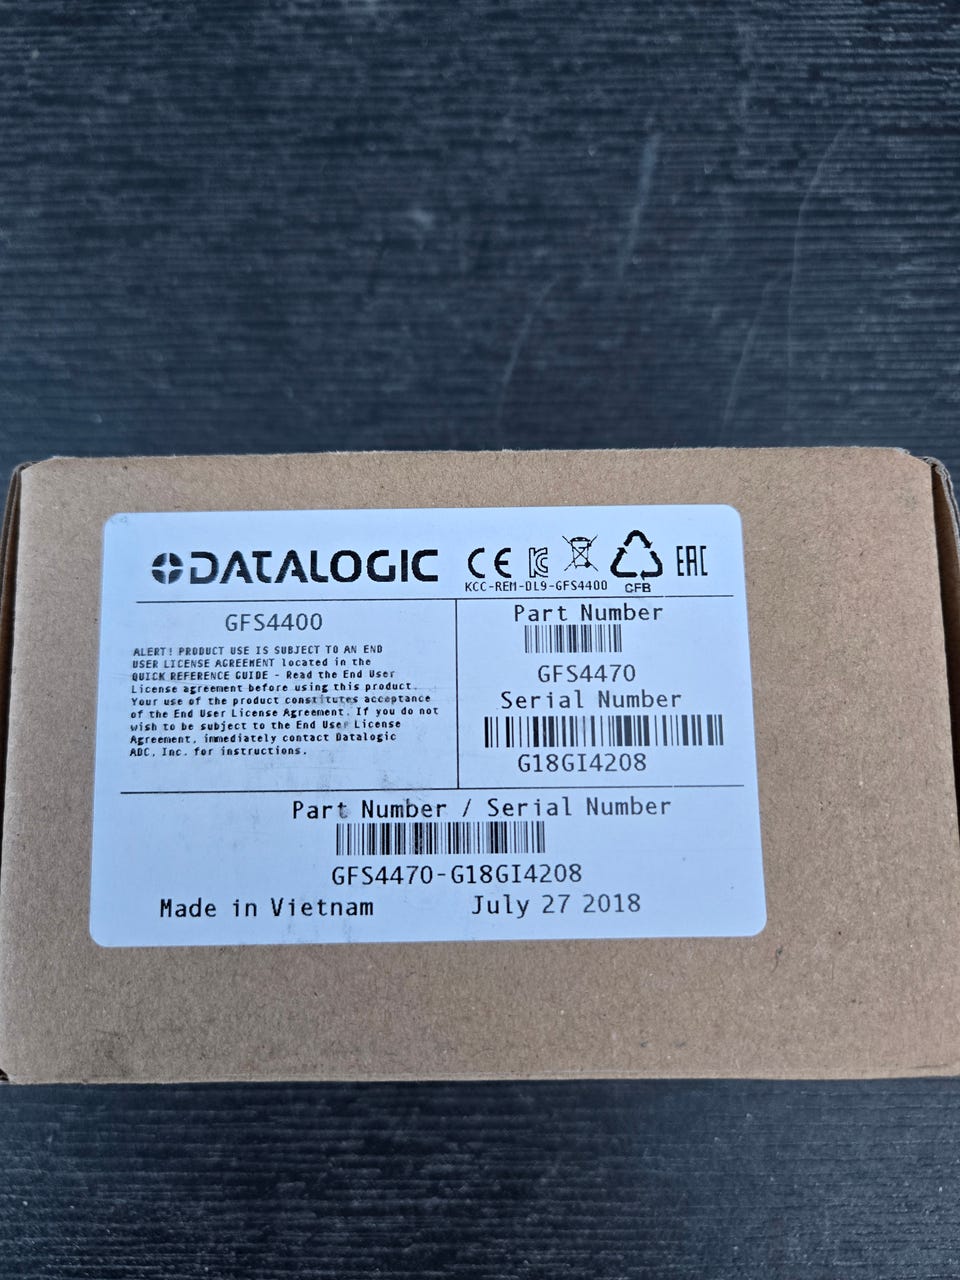 DATALOGIC
KCC-REM-DL9-GFS4400
CFB
EAC
GFS4400
ALERT! PRODUCT USE IS SUBJECT TO AN END
USER LICENSE AGREEMENT located in the
QUICK REFERENCE GUIDE - Read the End User
License agreement before using this product.
Your use of the product constitutes acceptance
of the End User License Agreement. If you do not
wish to be subject to the End User License
Agreement, immediately contact Datalogic
ADC, Inc. for instructions.
Part Number
GFS4470
Serial Number
G18GI4208
Part Number / Serial Number
GFS4470-G18GI4208
Made in Vietnam July 27 2018